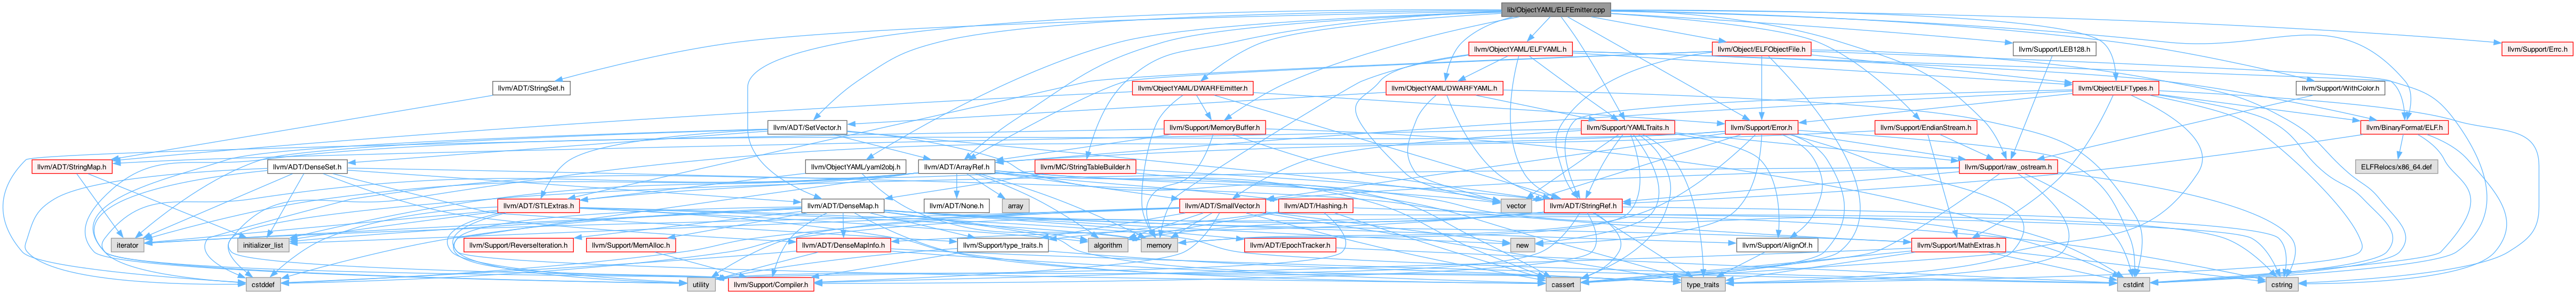 lib/ObjectYAML/ELFEmitter.cpp
llvm/ObjectYAML/ELFYAML.h
llvm/Object/ELFObjectFile.h
llvm/Support/LEB128.h
llvm/Support/Errc.h
llvm/ADT/StringSet.h
llvm/ObjectYAML/DWARFEmitter.h
llvm/ObjectYAML/DWARFYAML.h
llvm/Object/ELFTypes.h
llvm/Support/WithColor.h
llvm/ADT/SetVector.h
llvm/Support/MemoryBuffer.h
llvm/Support/YAMLTraits.h
llvm/Support/Error.h
llvm/Support/EndianStream.h
llvm/BinaryFormat/ELF.h
llvm/ADT/StringMap.h
llvm/ADT/DenseSet.h
llvm/ObjectYAML/yaml2obj.h
llvm/ADT/ArrayRef.h
llvm/MC/StringTableBuilder.h
llvm/Support/raw_ostream.h
ELFRelocs/x86_64.def
llvm/ADT/STLExtras.h
llvm/ADT/DenseMap.h
llvm/ADT/None.h
array
llvm/ADT/SmallVector.h
llvm/ADT/Hashing.h
vector
llvm/ADT/StringRef.h
iterator
initializer_list
llvm/Support/ReverseIteration.h
llvm/Support/MemAlloc.h
llvm/ADT/DenseMapInfo.h
llvm/Support/type_traits.h
algorithm
memory
llvm/ADT/EpochTracker.h
new
llvm/Support/AlignOf.h
llvm/Support/MathExtras.h
cstddef
utility
llvm/Support/Compiler.h
cassert
type_traits
cstdint
cstring